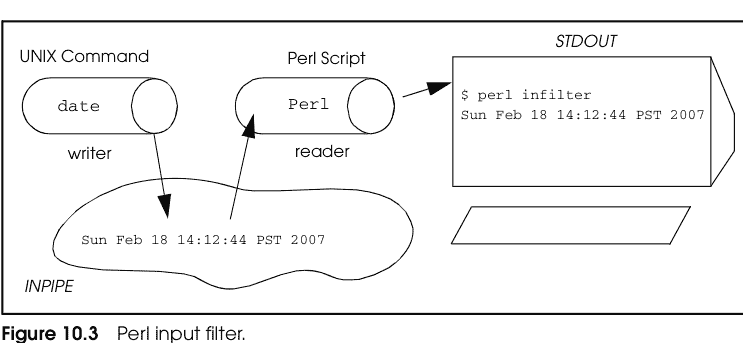 STDOUT
UNIX Command
Perl Script
date
Perl
$ perl infilter
Sun Feb 18 14:12:44 PST 2007
writer
reader
Sun Feb 18 14:12:44 PST 2007
INPIPE
Figure 10.3 Perl input filter.